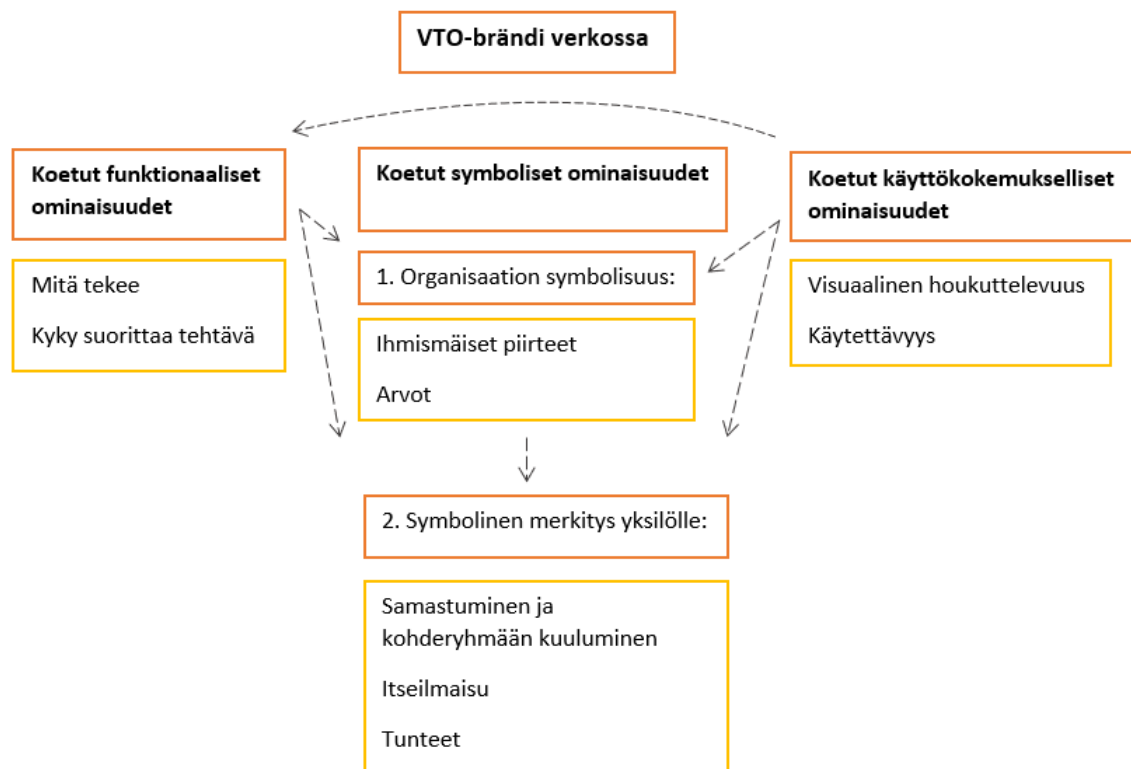 VTO-brändi verkossa
Koetut funktionaaliset
ominaisuudet
Mitä tekee
Kyky suorittaa tehtävä
Koetut symboliset ominaisuudet
1. Organisaation symbolisuus:
Ihmismäiset piirteet
Arvot
2. Symbolinen merkitys yksilölle:
Samastuminen ja
kohderyhmään kuuluminen
Itseilmaisu
Tunteet
Koetut käyttökokemukselliset
ominaisuudet
Visuaalinen houkuttelevuus
Käytettävyys